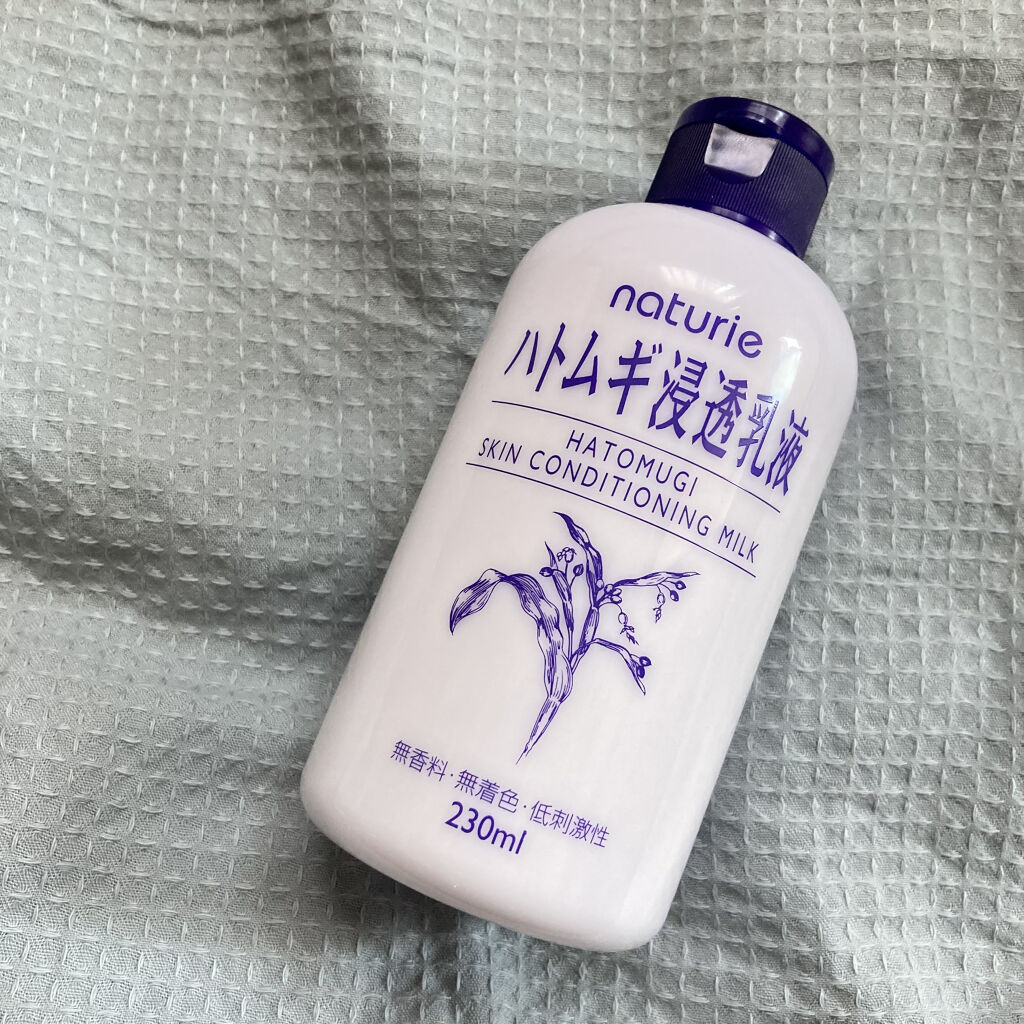 naturie
ハトムギ浸透乳液
HATOMUGI
SKIN CONDITIONING MILK
無香料・無着色・低刺激性
230ml